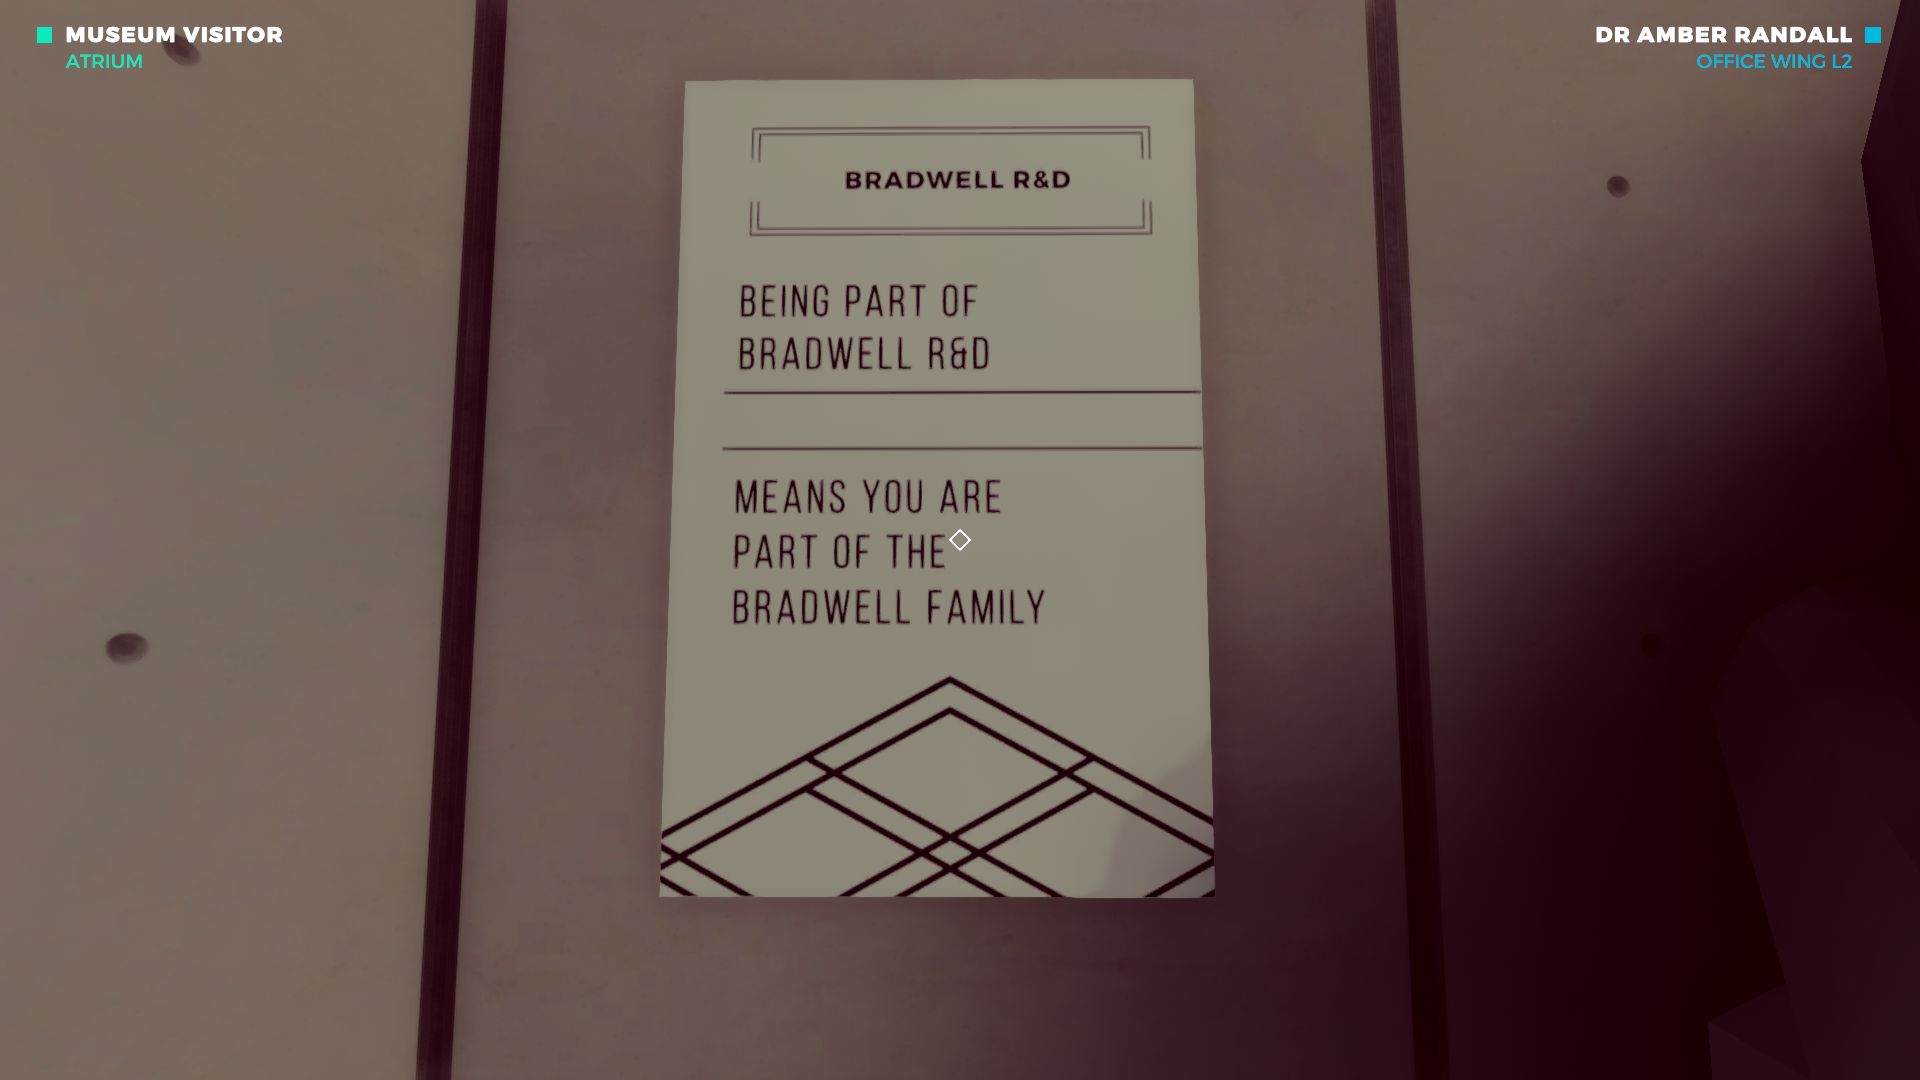 MUSEUM VISITOR
ATRIUM
DR AMBER RANDALL
OFFICE WING L2
BRADWELL R&D
BEING PART OF
BRADWELL R&D
MEANS YOU ARE
PART OF THE
BRADWELL FAMILY